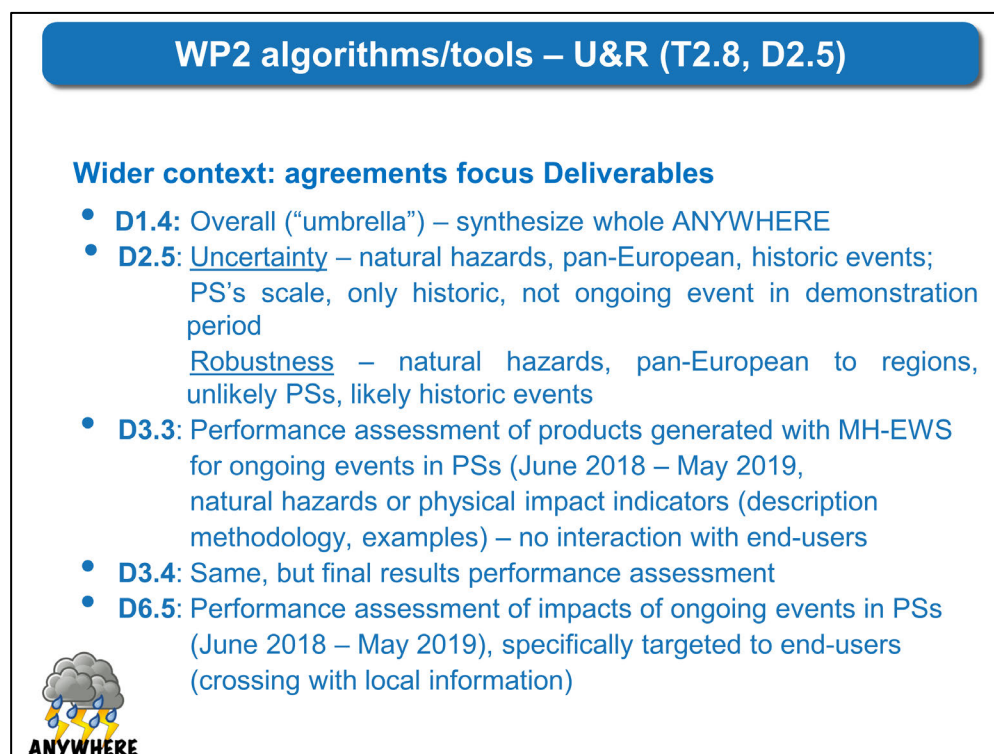 WP2 algorithms/tools – U&R (T2.8, D2.5)
Wider context: agreements focus Deliverables
• D1.4: Overall (“umbrella”) – synthesize whole ANYWHERE
• D2.5: Uncertainty – natural hazards, pan-European, historic events;
PS’s scale, only historic, not ongoing event in demonstration
period
Robustness – natural hazards, pan-European to regions,
unlikely PSs, likely historic events
• D3.3: Performance assessment of products generated with MH-EWS
for ongoing events in PSs (June 2018 – May 2019,
natural hazards or physical impact indicators (description
methodology, examples) – no interaction with end-users
• D3.4: Same, but final results performance assessment
• D6.5: Performance assessment of impacts of ongoing events in PSs
(June 2018 – May 2019), specifically targeted to end-users
(crossing with local information)
ANYWHERE